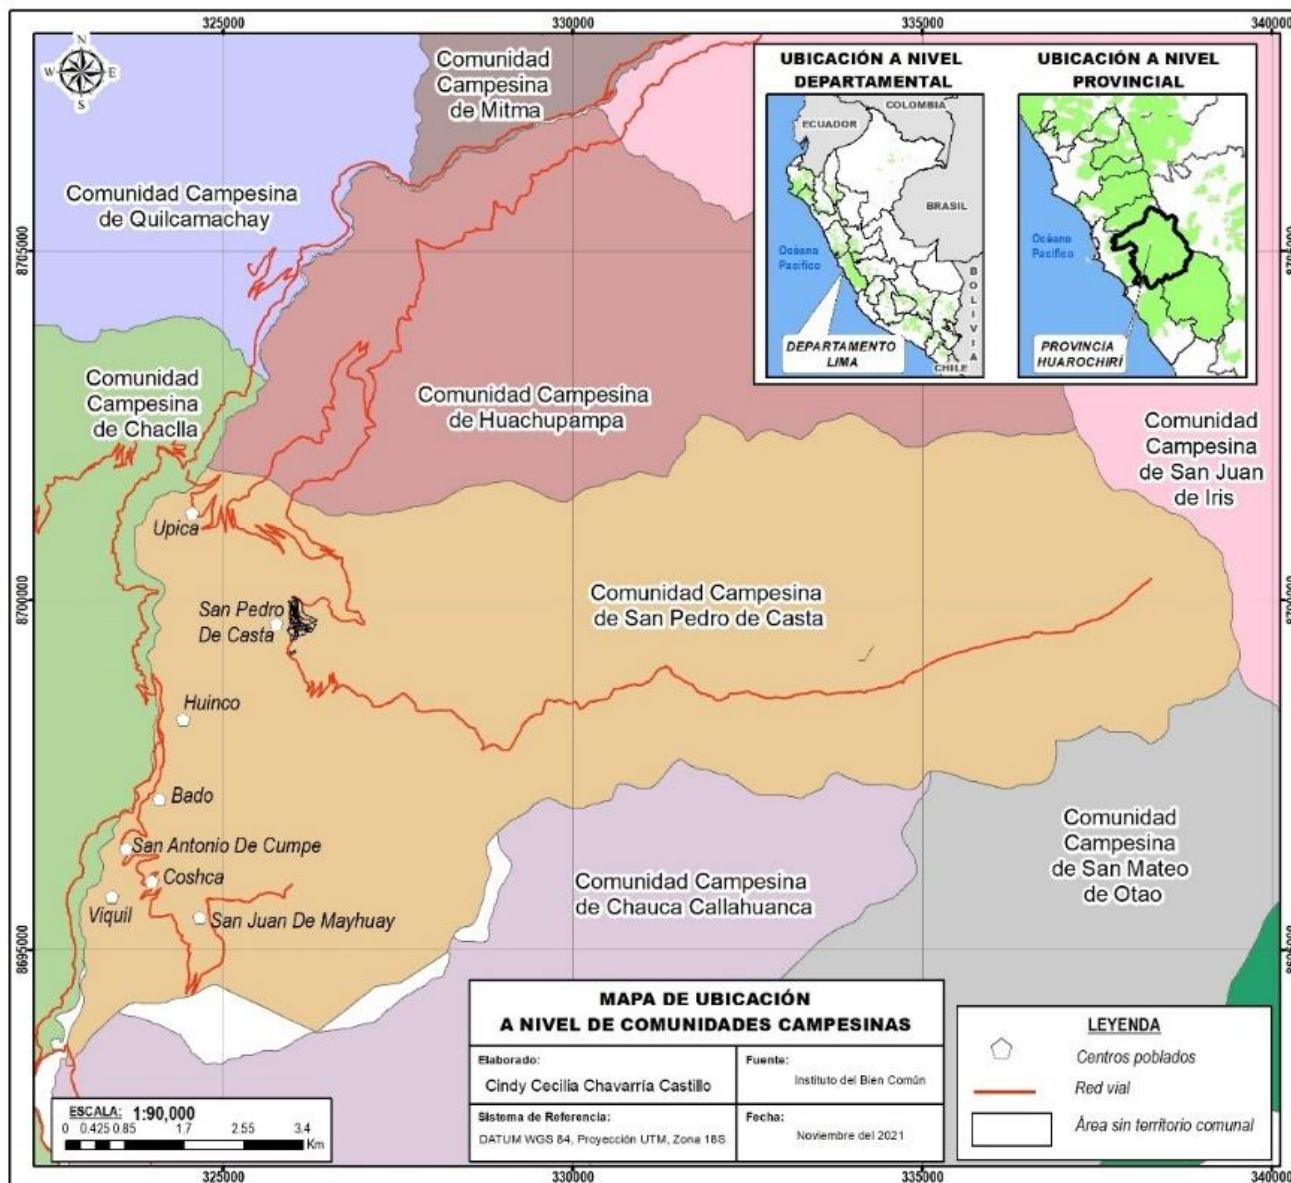 325000
330000
335000
340000
N
W
E
S
8705000
8700000
8695000
Comunidad
Campesina
de Mitma
Comunidad Campesina
de Quilcamachay
Comunidad
Campesina
de Chaclla
Comunidad Campesina
de Huachupampa
Comunidad
Campesina
de San Juan
de Iris
Upica
San Pedro
De Casta
Comunidad Campesina
de San Pedro de Casta
Huinco
Bado
San Antonio De Cumpe
Coshca
Viquil
San Juan De Mayhuay
Comunidad Campesina
de Chauca Callahuanca
Comunidad
Campesina
de San Mateo
de Otao
UBICACIÓN A NIVEL
DEPARTAMENTAL
COLOMBIA
ECUADOR
BRASIL
Océano
Pacífico
BOLIVIA
DEPARTAMENTO
LIMA
CHILE
UBICACIÓN A NIVEL
PROVINCIAL
Océano
Pacífico
PROVINCIA
HUAROCHIRÍ
MAPA DE UBICACIÓN
A NIVEL DE COMUNIDADES CAMPESINAS
Elaborado:
Cindy Cecilia Chavarría Castillo
Fuente:
Instituto del Bien Común
Sistema de Referencia:
DATUM WGS 84, Proyección UTM, Zona 18S
Fecha:
Noviembre del 2021
LEYENDA
Centros poblados
Red vial
Área sin territorio comunal
ESCALA: 1:90,000
0 0.425 0.85 1.7 2.55 3.4
Km
8705000
8700000
8695000
325000
330000
335000
340000